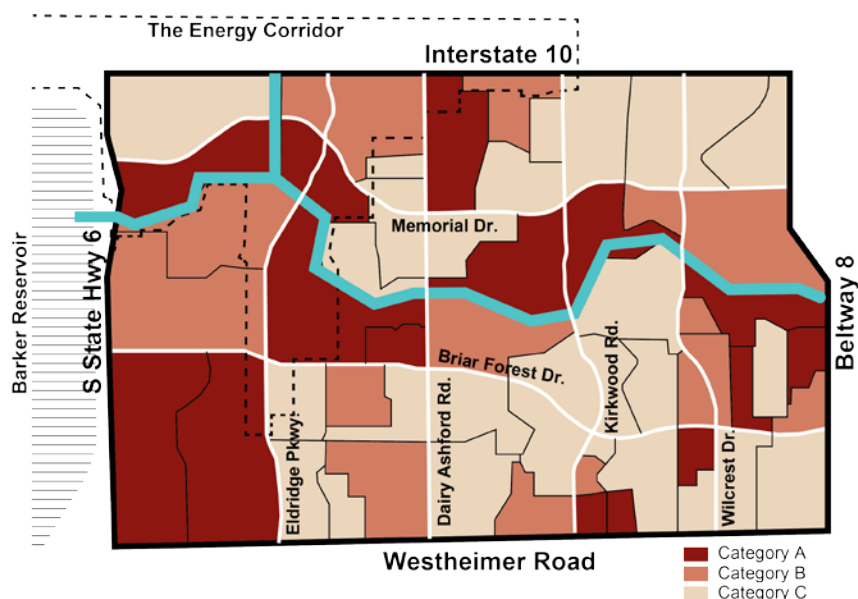 The Energy Corridor
Interstate 10
Barker Reservoir
S State Hwy 6
Memorial Dr.
Beltway 8
Briar Forest Dr.
Kirkwood Rd.
Eldridge Pkwy.
Dairy Ashford Rd.
Wilcrest Dr.
Westheimer Road
Category A
Category B
Category C